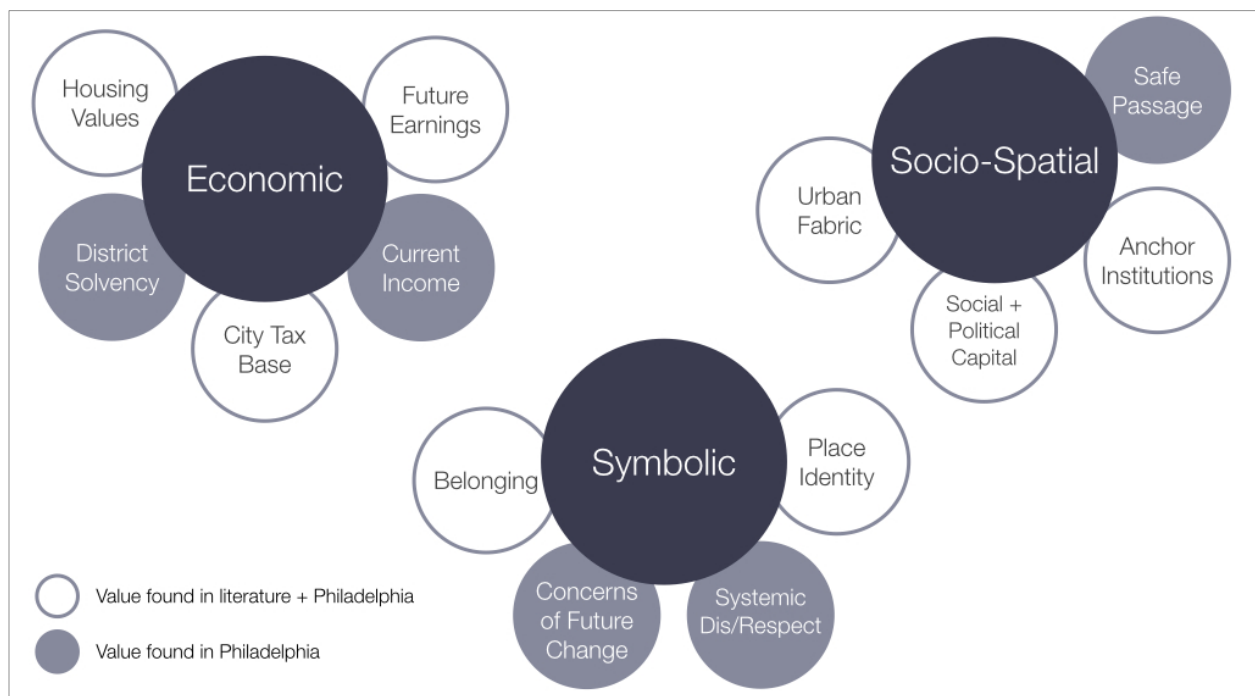 Housing
Values
Future
Earnings
Economic
District
Solvency
Current
Income
City Tax
Base
Safe
Passage
Socio-Spatial
Urban
Fabric
Anchor
Institutions
Social +
Political
Capital
Belonging
Symbolic
Place
Identity
Concerns
of Future
Change
Systemic
Dis/Respect
Value found in literature + Philadelphia
Value found in Philadelphia